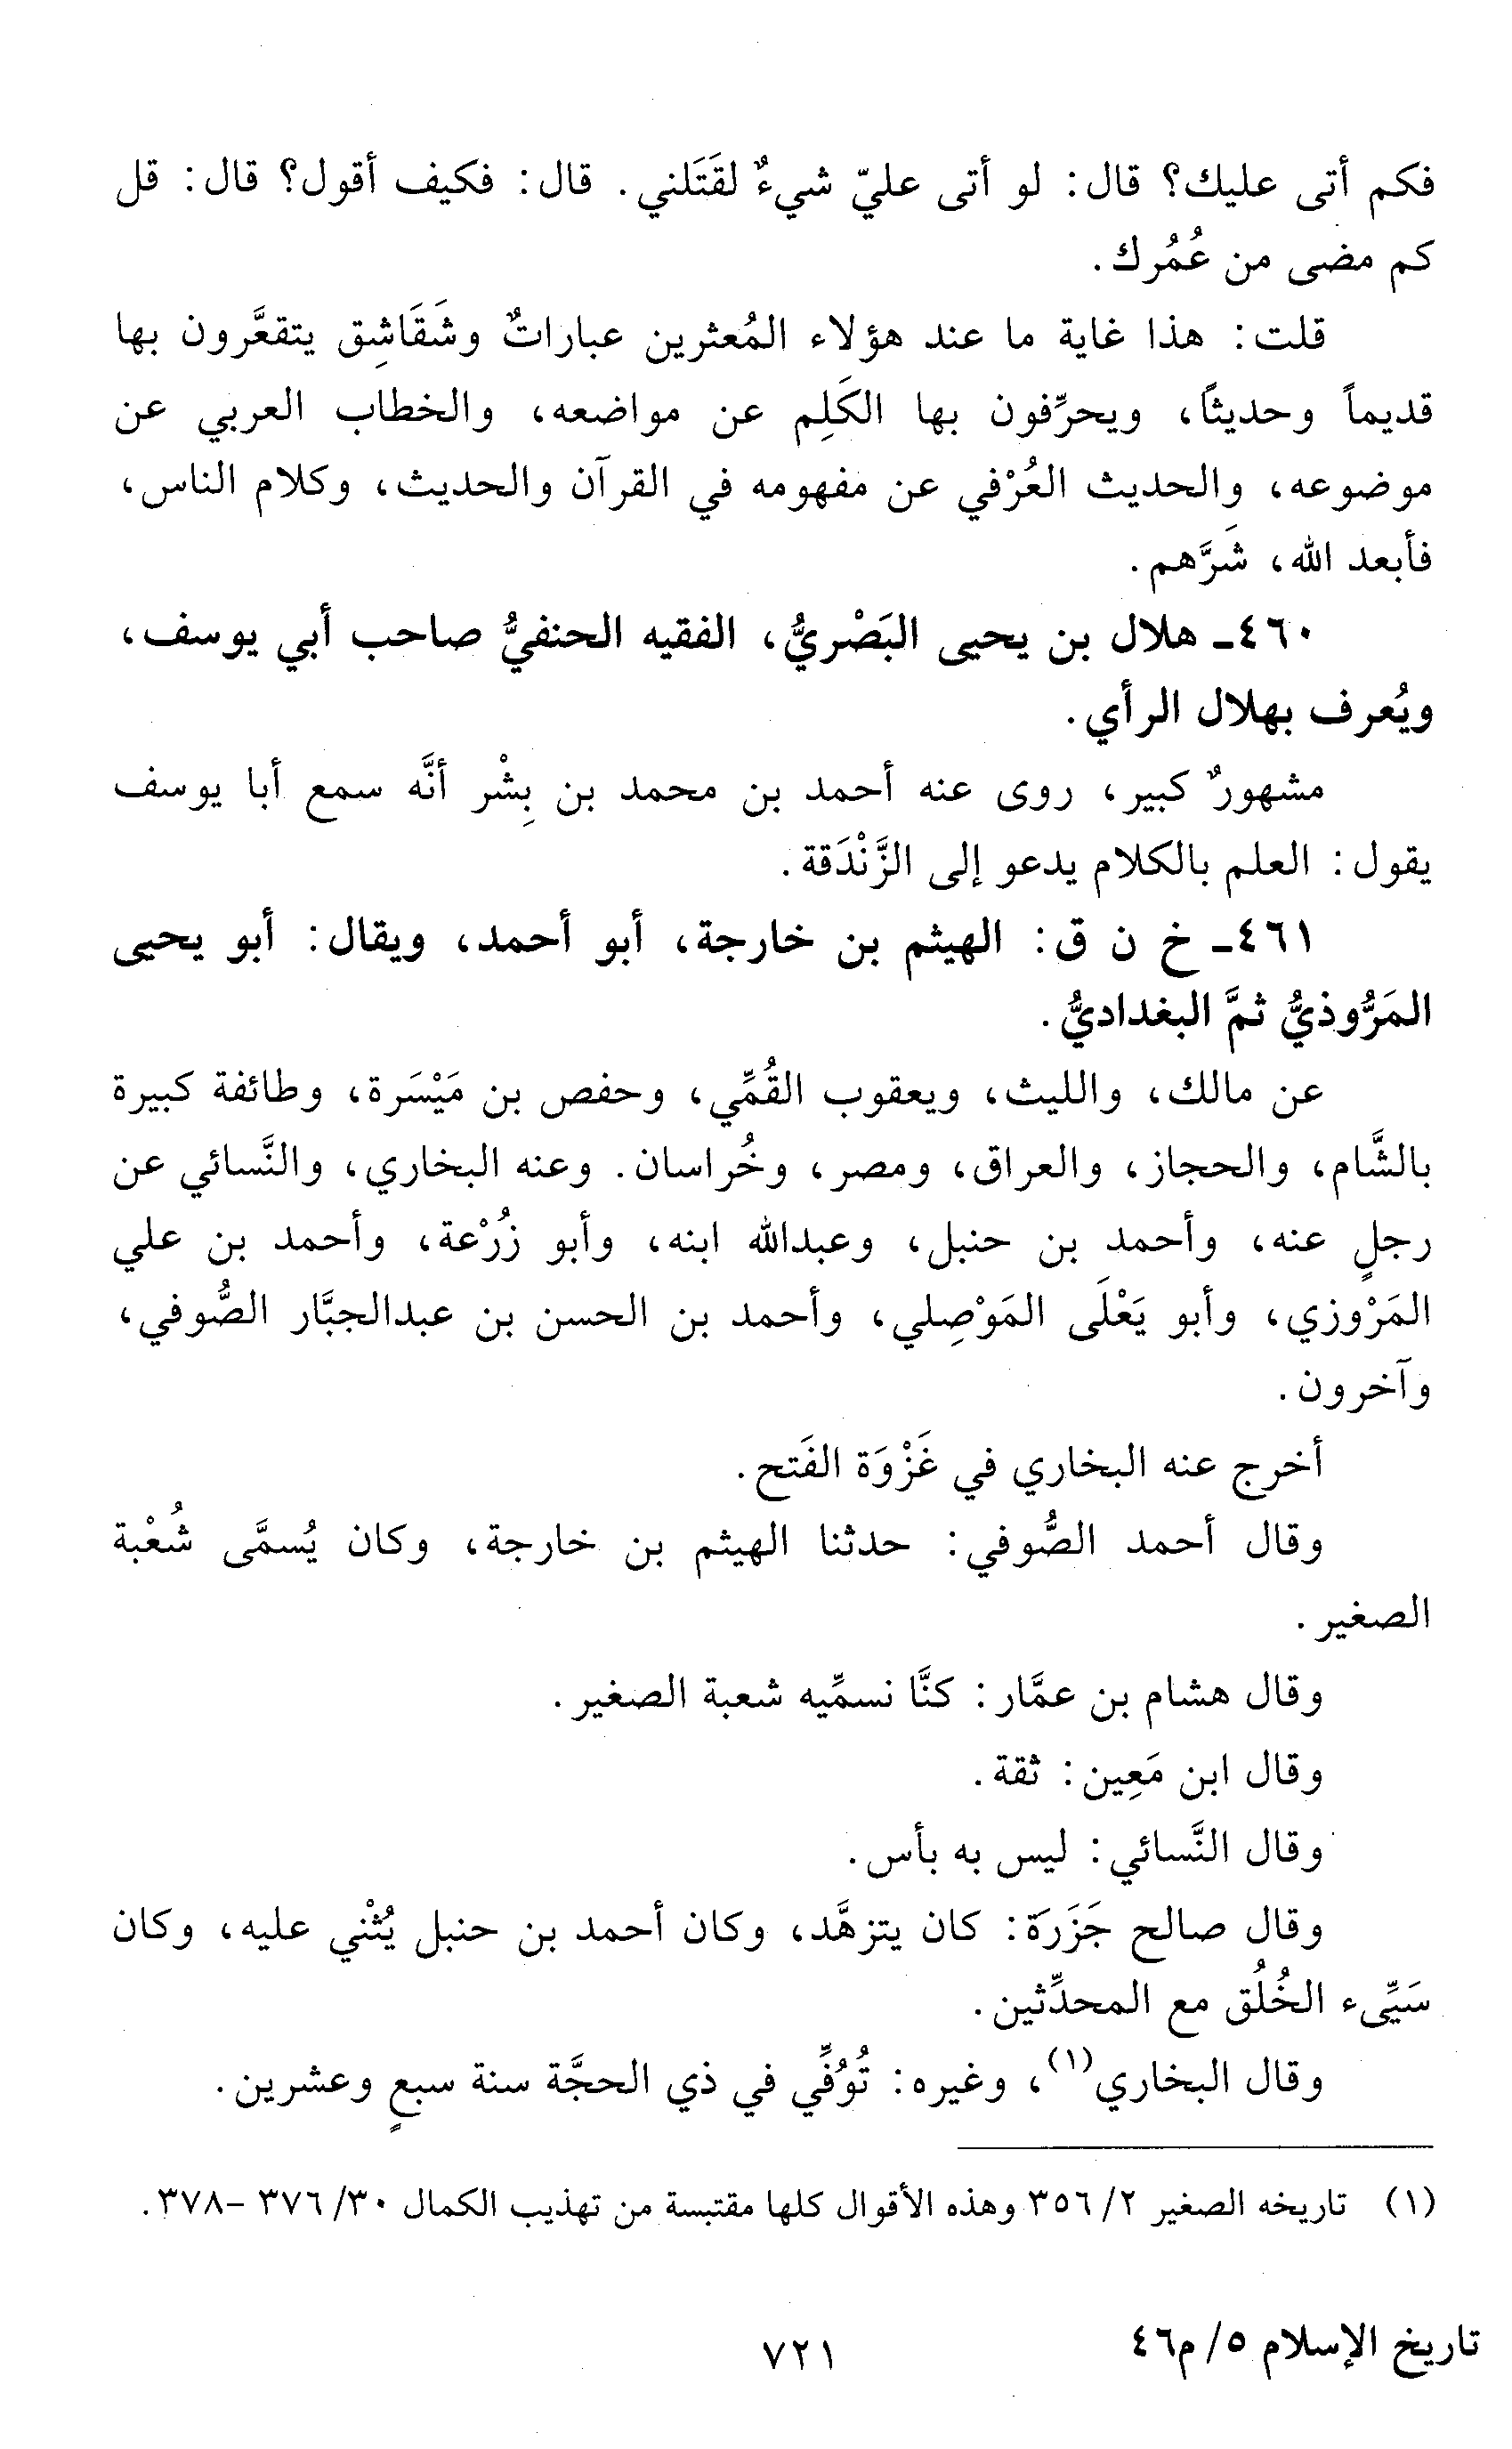 فكم أتى عليك؟ قال: لو أتى عليّ شيءٌ لقَتَلني. قال: فكيف أقول؟ قال: قل
كم مضى من عُمُرك.
قلت: هذا غاية ما عند هؤلاء المُعثرين عباراتٌ وشَقَاشِق يتقعَّرون بها
قديماً وحديثاً، ويحرِّفون بها الكَلِم عن مواضعه، والخطاب العربي عن
موضوعه، والحديث العُرْفي عن مفهومه في القرآن والحديث، وكلام الناس،
فأبعد الله، شَرَّهم.
٤٦٠ـ هلال بن يحيى البَصْريُّ، الفقيه الحنفيُّ صاحب أبي يوسف،
ويُعرف بهلال الرأي.
مشهورٌ كبير، روى عنه أحمد بن محمد بن بِشْر أنَّه سمع أبا يوسف
يقول: العلم بالكلام يدعو إلى الزَّنْدَقة.
٤٦١ـ خ ن ق: الهيثم بن خارجة، أبو أحمد، ويقال: أبو يحيى
المَرُّوذيُّ ثمَّ البغداديُّ.
عن مالك، والليث، ويعقوب القُمِّي، وحفص بن مَيْسَرة، وطائفة كبيرة
بالشَّام، والحجاز، والعراق، ومصر، وخُراسان. وعنه البخاري، والنَّسائي عن
رجلٍ عنه، وأحمد بن حنبل، وعبدالله ابنه، وأبو زُرْعة، وأحمد بن علي
المَرْوزي، وأبو يَعْلَى المَوْصِلي، وأحمد بن الحسن بن عبدالجبَّار الصُّوفي،
وآخرون.
أخرج عنه البخاري في غَزْوَة الفَتح.
وقال أحمد الصُّوفي: حدثنا الهيثم بن خارجة، وكان يُسمَّى شُعْبة
الصغير.
وقال هشام بن عمَّار: كنَّا نسمِّيه شعبة الصغير.
وقال ابن مَعِين: ثقة.
وقال النَّسائي: ليس به بأس.
وقال صالح جَزَرَة: كان يتزهَّد، وكان أحمد بن حنبل يُثْني عليه، وكان
سَيِّىء الخُلُق مع المحدِّثين.
وقال البخاري(١)، وغيره: تُوُفِّي في ذي الحجَّة سنة سبعٍ وعشرين.
(١) تاريخه الصغير ٢/ ٣٥٦ وهذه الأقوال كلها مقتبسة من تهذيب الكمال ٣٠/ ٣٧٦ -٣٧٨.
تاريخ الإسلام ٥/ م٤٦
٧٢١